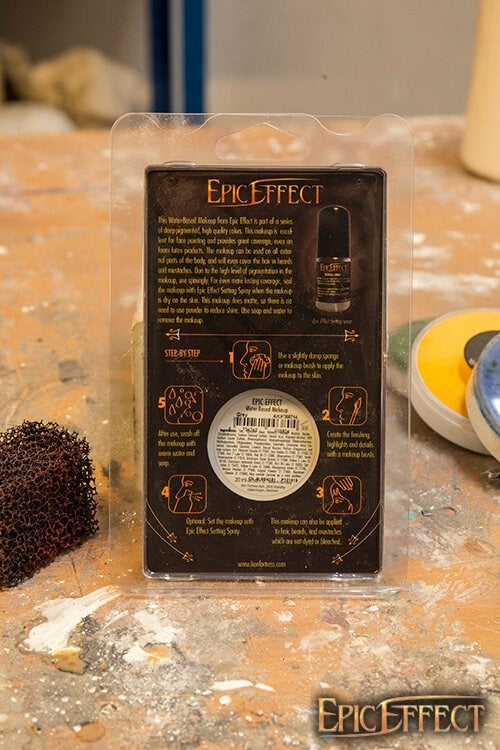 EPIC EFFECT
This Water-Based Makeup from Epic Effect is part of a series
of deep-pigmented, high quality colors. This makeup is excel-
lent for face painting and provides great coverage, even on
foam latex products. The makeup can be used on all exter-
nal parts of the body, and will even cover the hair in beards
and mustaches. Due to the high level of pigmentation in the
makeup, use sparingly. For even more lasting coverage, seal
the makeup with Epic Effect Setting Spray when the makeup
is dry on the skin. This makeup dries matte, so there is no
need to use powder to reduce shine. Use soap and water to
remove the makeup.
EPIC EFFECT
Epic Effect Setting spray
STEP-BY-STEP
1
Use a slightly damp sponge
or makeup brush to apply the
makeup to the skin.
2
Create the finishing
highlights and details
with a makeup brush.
3
This makeup can also be applied
to hair, beards, and mustaches
which are not dyed or bleached.
4
Optional: Set the makeup with
Epic Effect Setting Spray.
5
After use, wash off
the makeup with
warm water and
soap.
EPIC EFFECT
Water-Based Makeup
Grey
20 ml
www.ironfortress.com
EPIC EFFECT